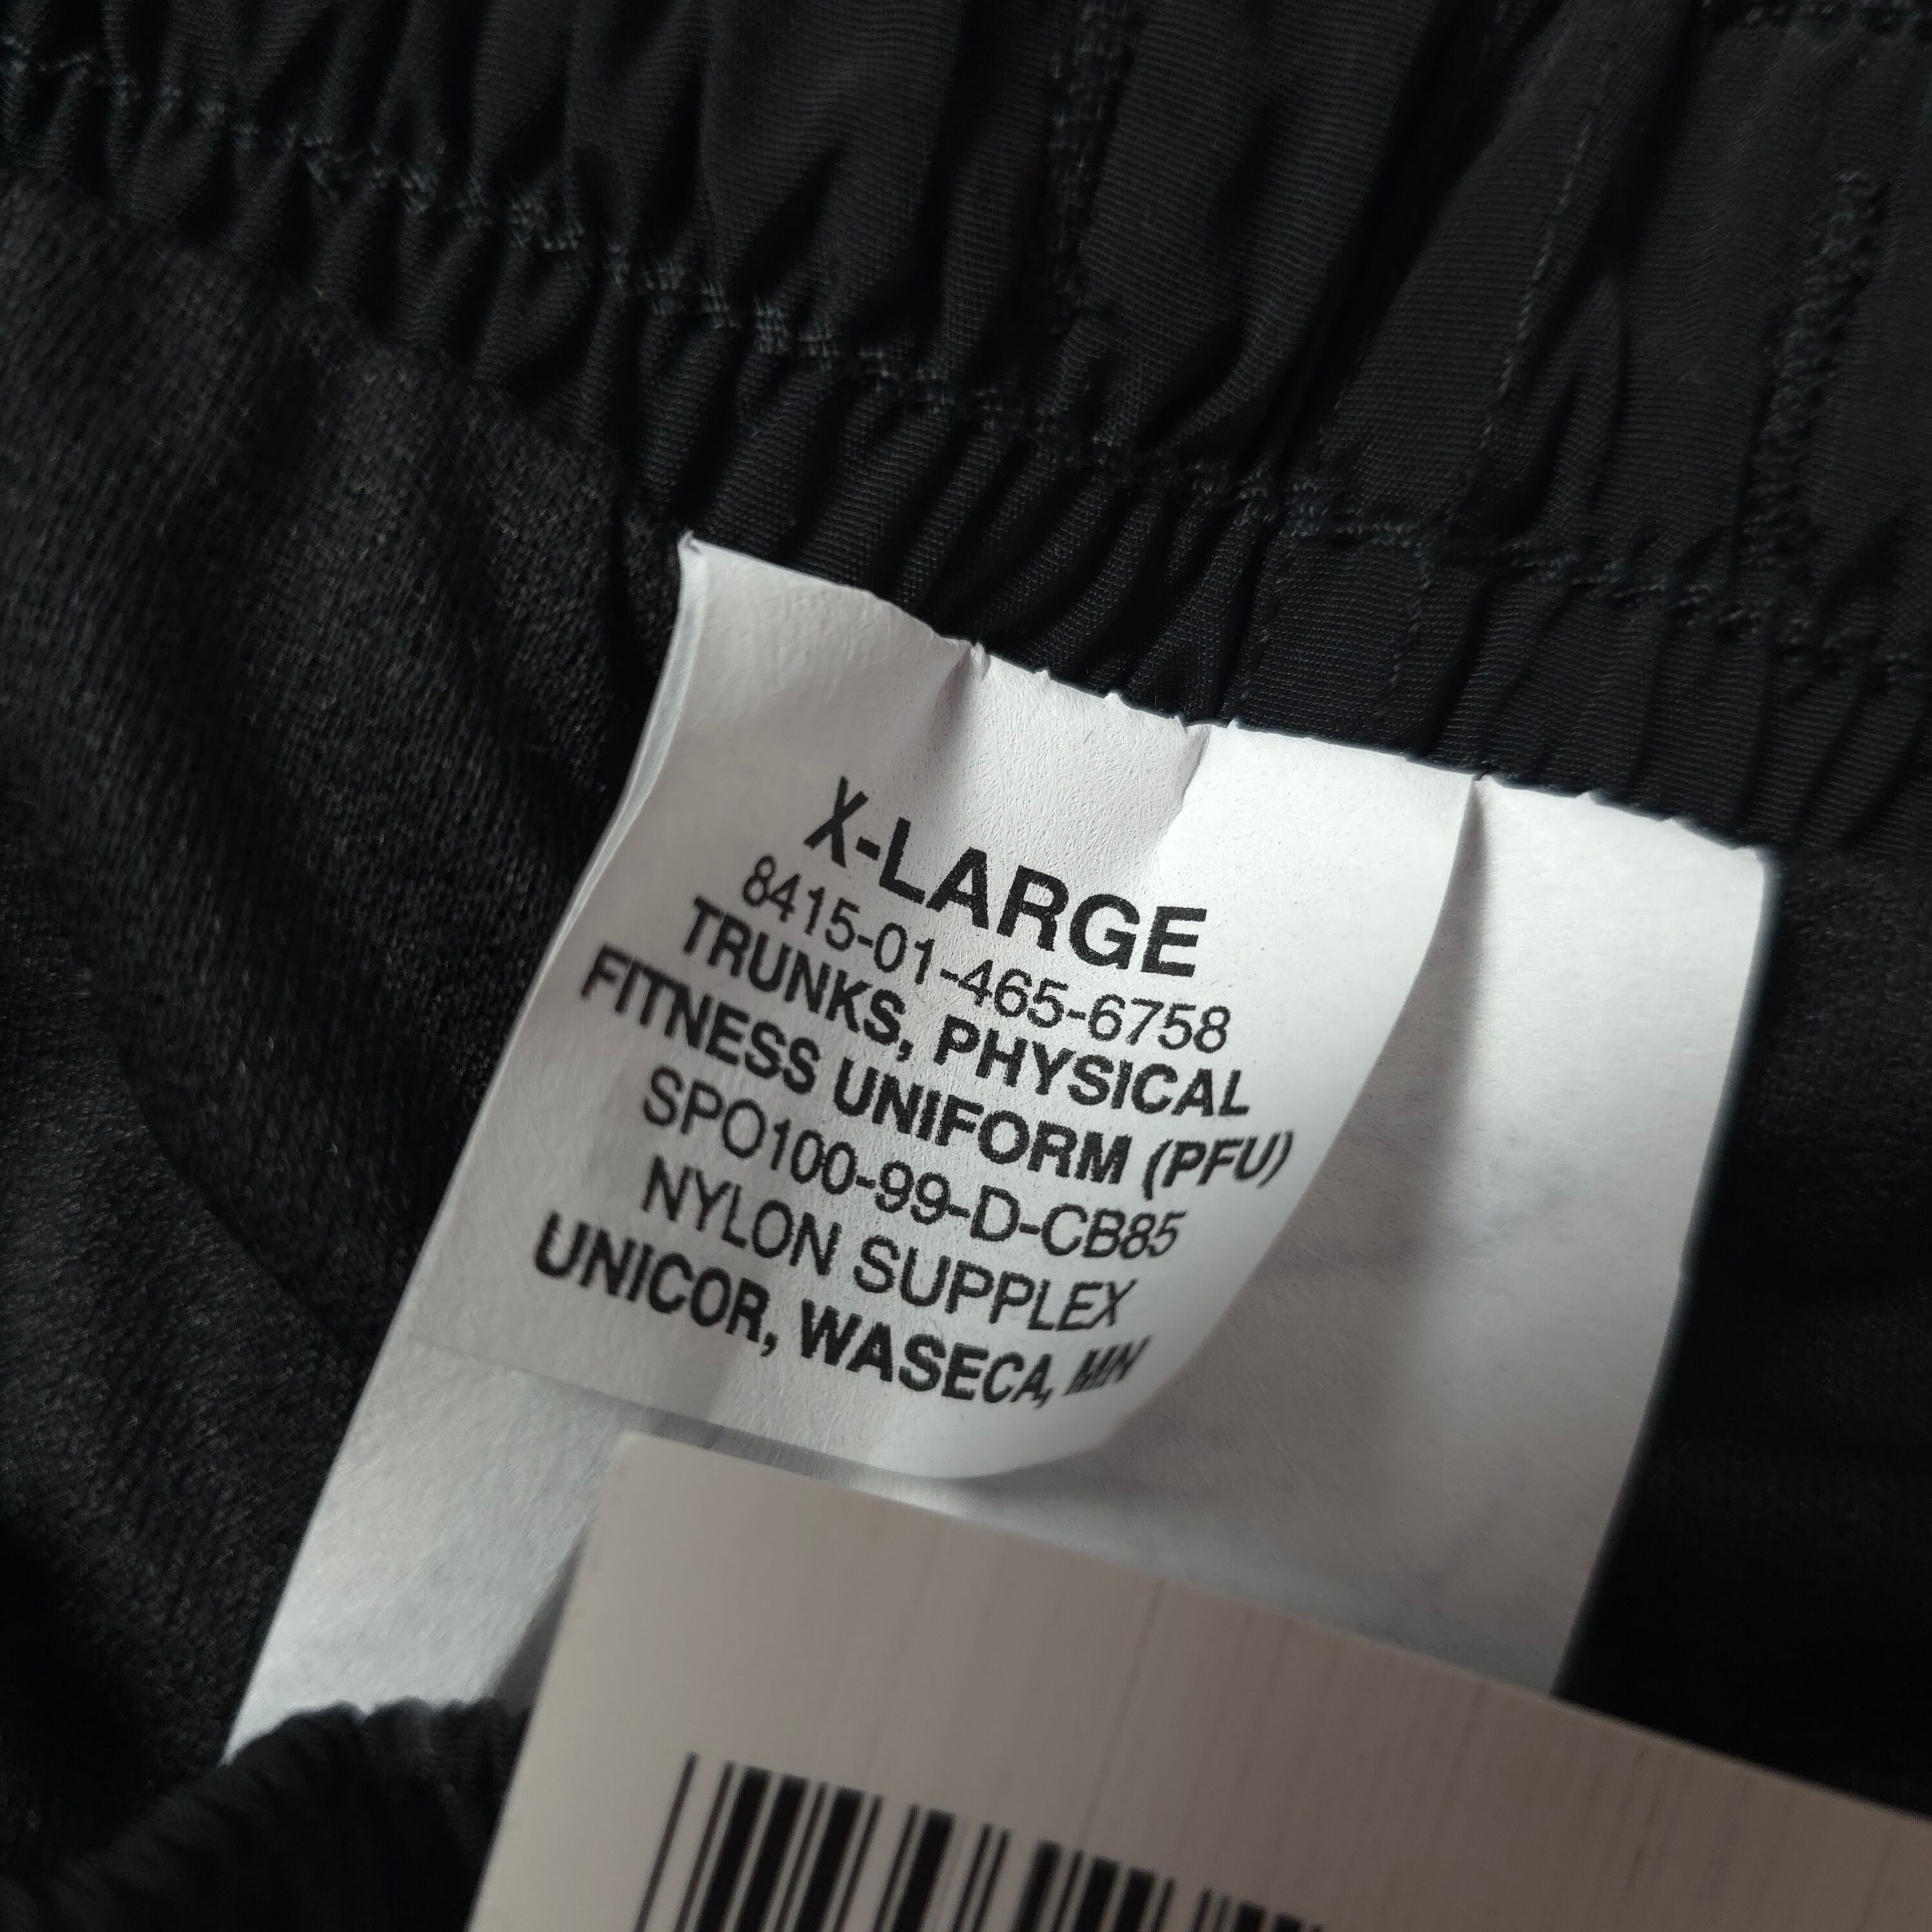 X-LARGE
8415-01-465-6758
TRUNKS, PHYSICAL
FITNESS UNIFORM (PFU)
SPO100-99-D-CB85
NYLON SUPPLEX
UNICOR, WASECA, MN